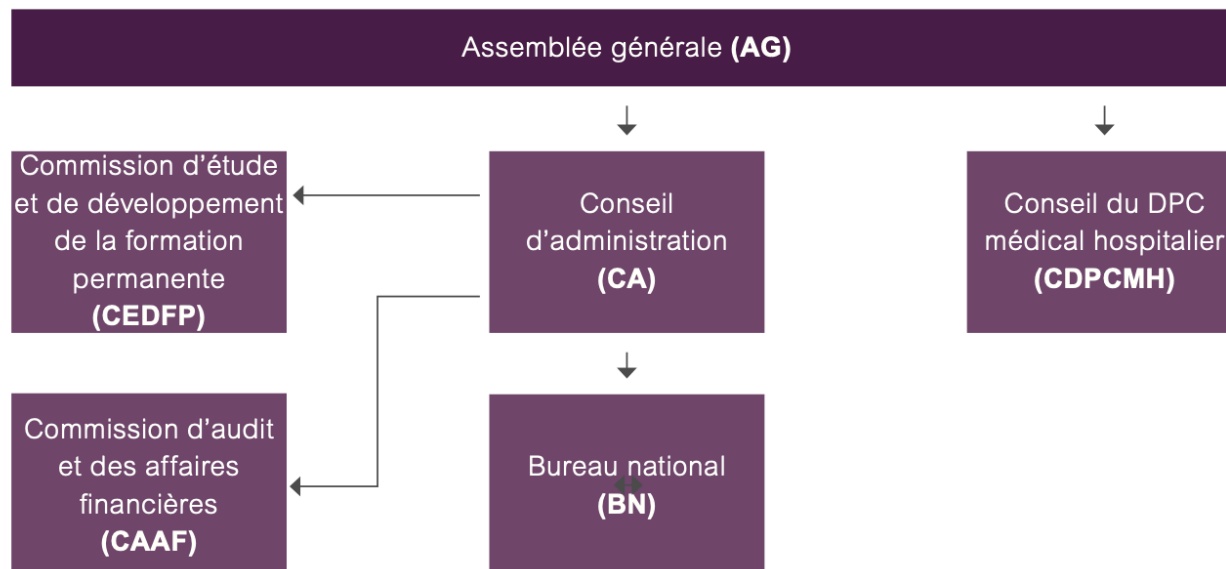 Assemblée générale (AG)
Commission d’étude
et de développement
de la formation
permanente
(CEDFP)
Conseil
d’administration
(CA)
Conseil du DPC
médical hospitalier
(CDPCMH)
Commission d’audit
et des affaires
financières
(CAAF)
Bureau national
(BN)